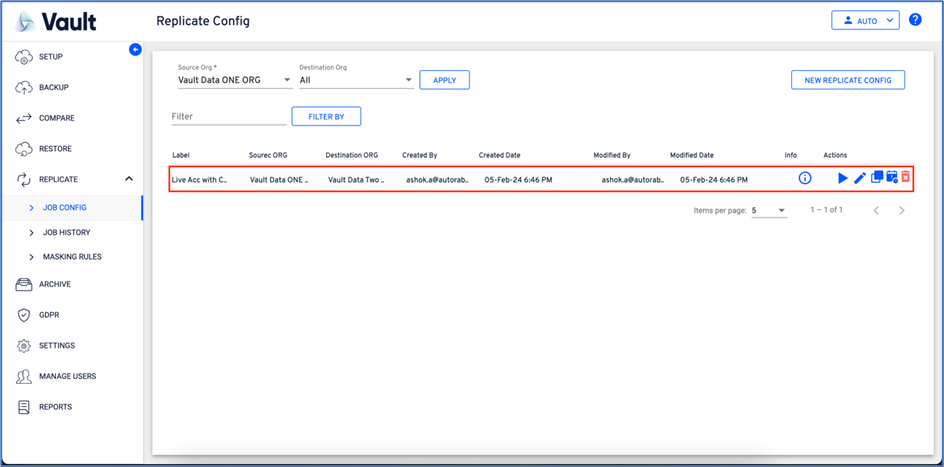 Vault
Replicate Config
AUTO
?
SETUP
BACKUP
COMPARE
RESTORE
REPLICATE
JOB CONFIG
JOB HISTORY
MASKING RULES
ARCHIVE
GDPR
SETTINGS
MANAGE USERS
REPORTS
Source Org *
Destination Org
Vault Data ONE ORG
All
APPLY
NEW REPLICATE CONFIG
Filter
FILTER BY
Label Sourec ORG Destination ORG Created By Created Date Modified By Modified Date Info Actions
Live Acc with C.. Vault Data ONE .. Vault Data Two .. ashok.a@autorab.. 05-Feb-24 6:46 PM ashok.a@autorab.. 05-Feb-24 6:46 PM
Items per page: 5 1 – 1 of 1